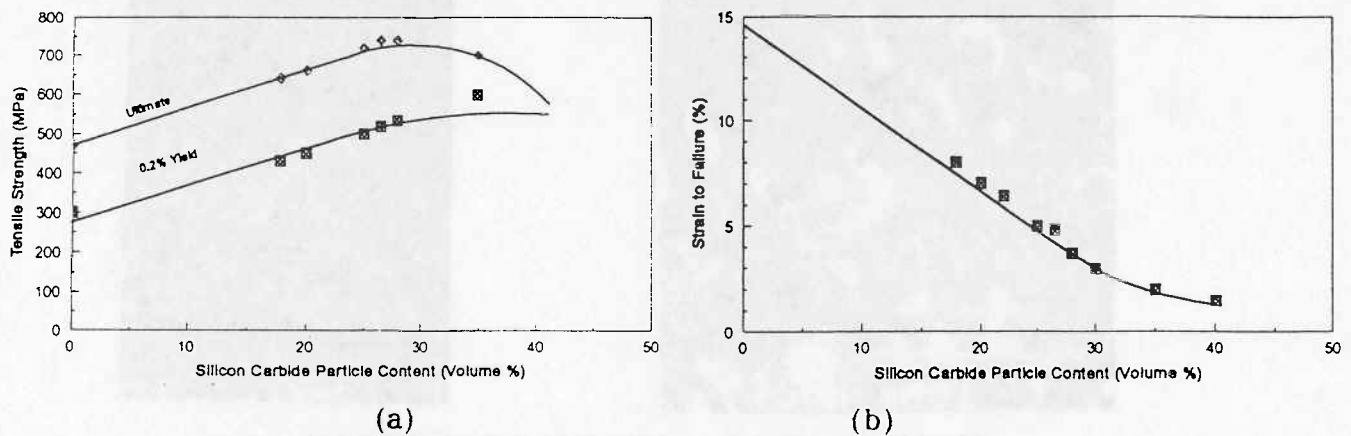 800
700
600
500
400
300
200
100
0
Tensile Strength (MPa)
Ultimate
0.2% Yield
0 10 20 30 40 50
Silicon Carbide Particle Content (Volume %)
(a)
15
10
5
0
Strain to Failure (%)
0 10 20 30 40 50
Silicon Carbide Particle Content (Volume %)
(b)